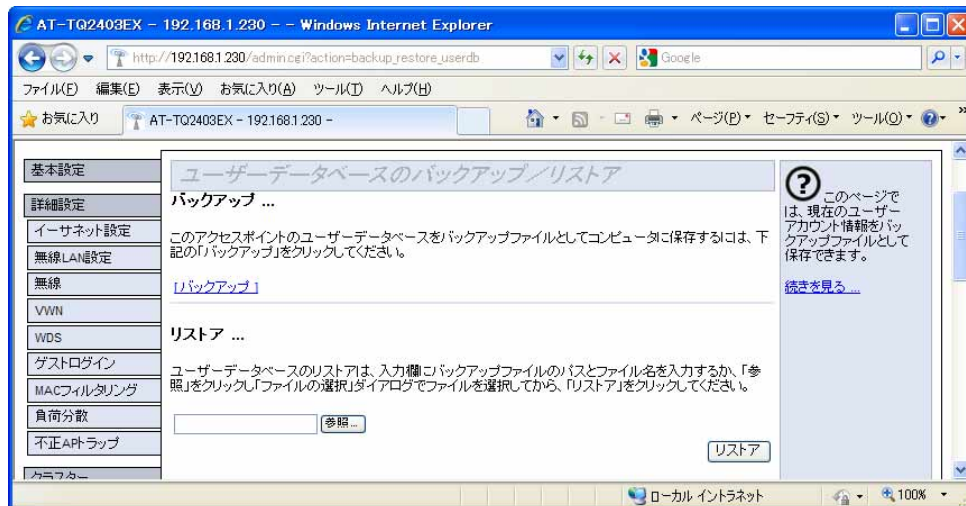 AT-TQ2403EX - 192.168.1.230 - - Windows Internet Explorer
http://192.168.1.230/admin.cgi?action=backup_restore_userdb
Google
ファイル(F) 編集(E) 表示(V) お気に入り(A) ツール(T) ヘルプ(H)
お気に入り
AT-TQ2403EX - 192.168.1.230 -
ページ(P) セーフティ(S) ツール(O)
基本設定
詳細設定
イーサネット設定
無線LAN設定
無線
VWN
WDS
ゲストログイン
MACフィルタリング
負荷分散
不正APトラップ
クラスター
ユーザーデータベースのバックアップ／リストア
バックアップ ...
このアクセスポイントのユーザーデータベースをバックアップファイルとしてコンピュータに保存するには、下
記の「バックアップ」をクリックしてください。
[バックアップ]
リストア ...
ユーザーデータベースのリストアは、入力欄にバックアップファイルのパスとファイル名を入力するか、「参
照」をクリックし「ファイルの選択」ダイアログでファイルを選択してから、「リストア」をクリックしてください。
参照...
リストア
このページで
は、現在のユーザー
アカウント情報をバッ
クアップファイルとして
保存できます。
続きを見る ...
ローカル イントラネット
100%